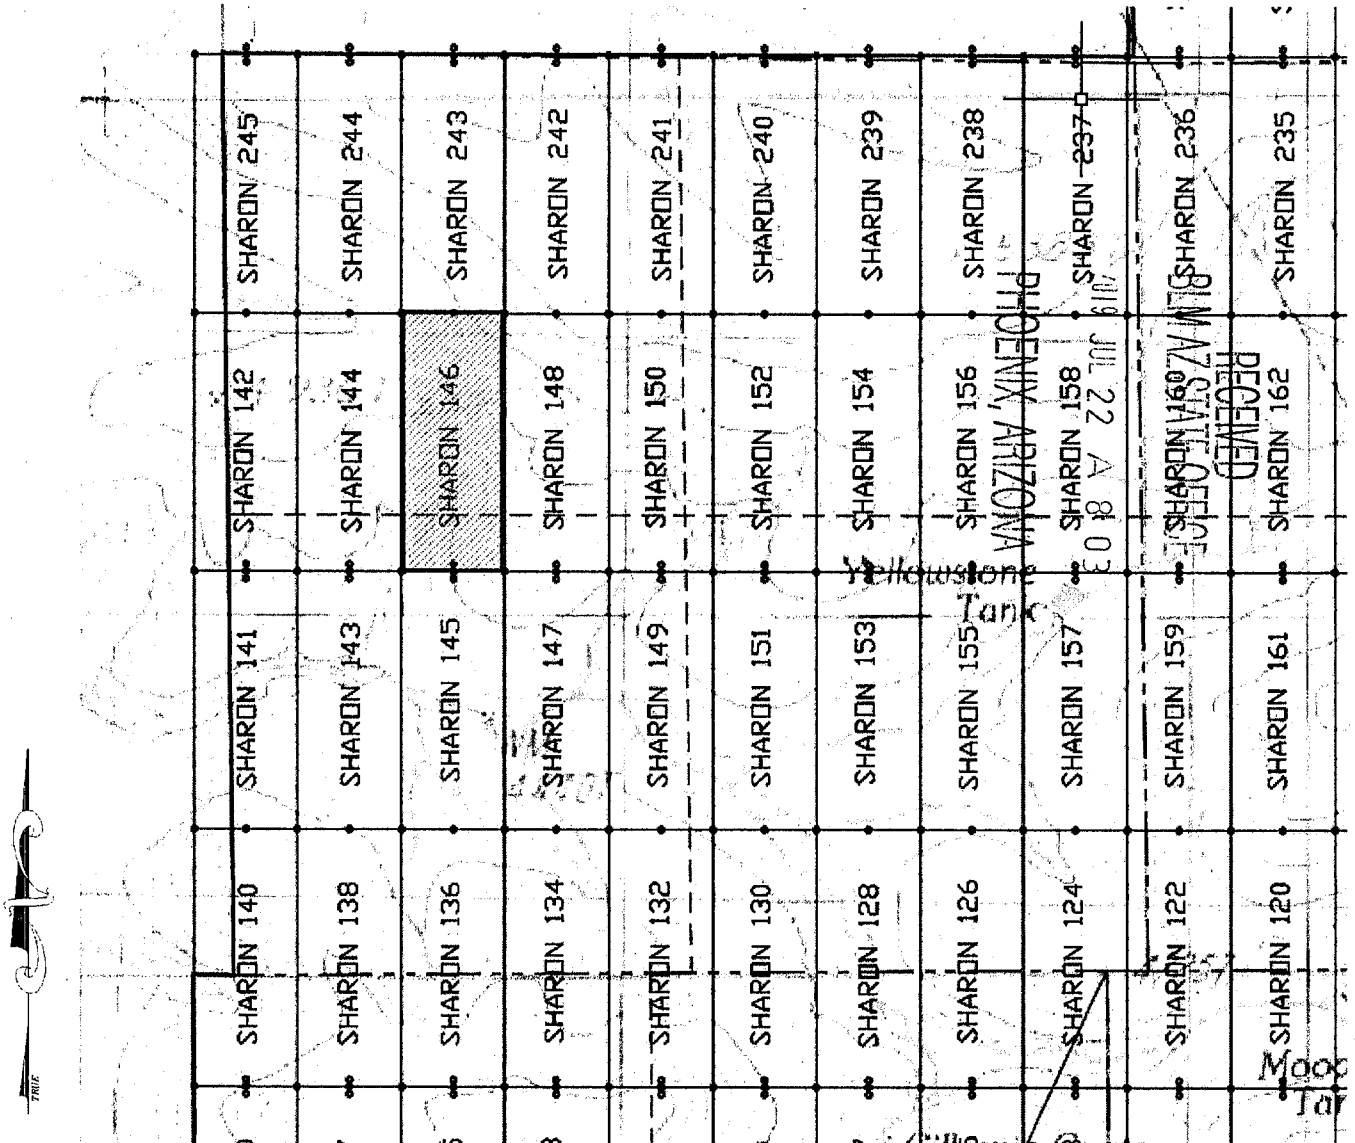 SHARON 245
SHARON 244
SHARON 243
SHARON 242
SHARON 241
SHARON 240
SHARON 239
SHARON 238
SHARON 237
SHARON 236
SHARON 235
SHARON 142
SHARON 144
SHARON 146
SHARON 148
SHARON 150
SHARON 152
SHARON 154
SHARON 156
SHARON 158
SHARON 160
SHARON 162
RECEIVED
BLM AZ STATE OFFICE
JUL 22 A 8: 03
PHOENIX, ARIZONA
Yellowstone
Tank
SHARON 141
SHARON 143
SHARON 145
SHARON 147
SHARON 149
SHARON 151
SHARON 153
SHARON 155
SHARON 157
SHARON 159
SHARON 161
SHARON 140
SHARON 138
SHARON 136
SHARON 134
SHARON 132
SHARON 130
SHARON 128
SHARON 126
SHARON 124
SHARON 122
SHARON 120
TRUE